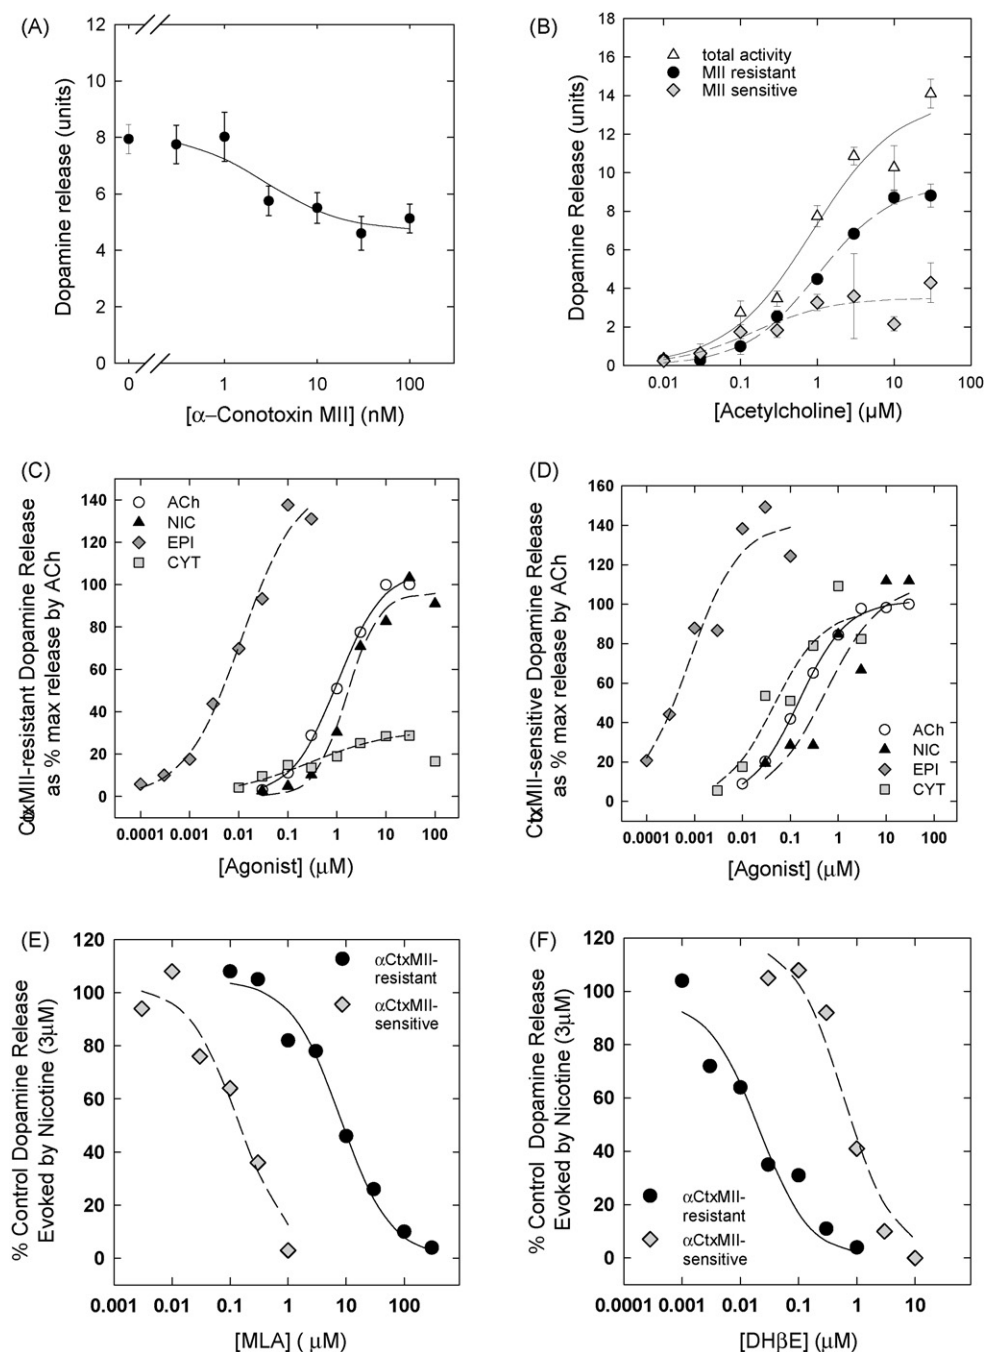 (A)
12
10
8
6
4
2
0
Dopamine release (units)
0
1
10
100
[α−Conotoxin MII] (nM)
(B)
18
16
14
12
10
8
6
4
2
0
Dopamine Release (units)
total activity
MII resistant
MII sensitive
0.01
0.1
1
10
100
[Acetylcholine] (μM)
(C)
140
120
100
80
60
40
20
0
CtxMII-resistant Dopamine Release
as % max release by ACh
ACh
NIC
EPI
CYT
0.0001
0.001
0.01
0.1
1
10
100
[Agonist] (μM)
(D)
160
140
120
100
80
60
40
20
0
CtxMII-sensitive Dopamine Release
as % max release by ACh
ACh
NIC
EPI
CYT
0.0001
0.001
0.01
0.1
1
10
100
[Agonist] (μM)
(E)
120
100
80
60
40
20
0
% Control Dopamine Release
Evoked by Nicotine (3μM)
αCtxMII-
resistant
αCtxMII-
sensitive
0.001
0.01
0.1
1
10
100
[MLA] ( μM)
(F)
120
100
80
60
40
20
0
% Control Dopamine Release
Evoked by Nicotine (3μM)
αCtxMII-
resistant
αCtxMII-
sensitive
0.0001
0.001
0.01
0.1
1
10
100
[DHβE] (μM)